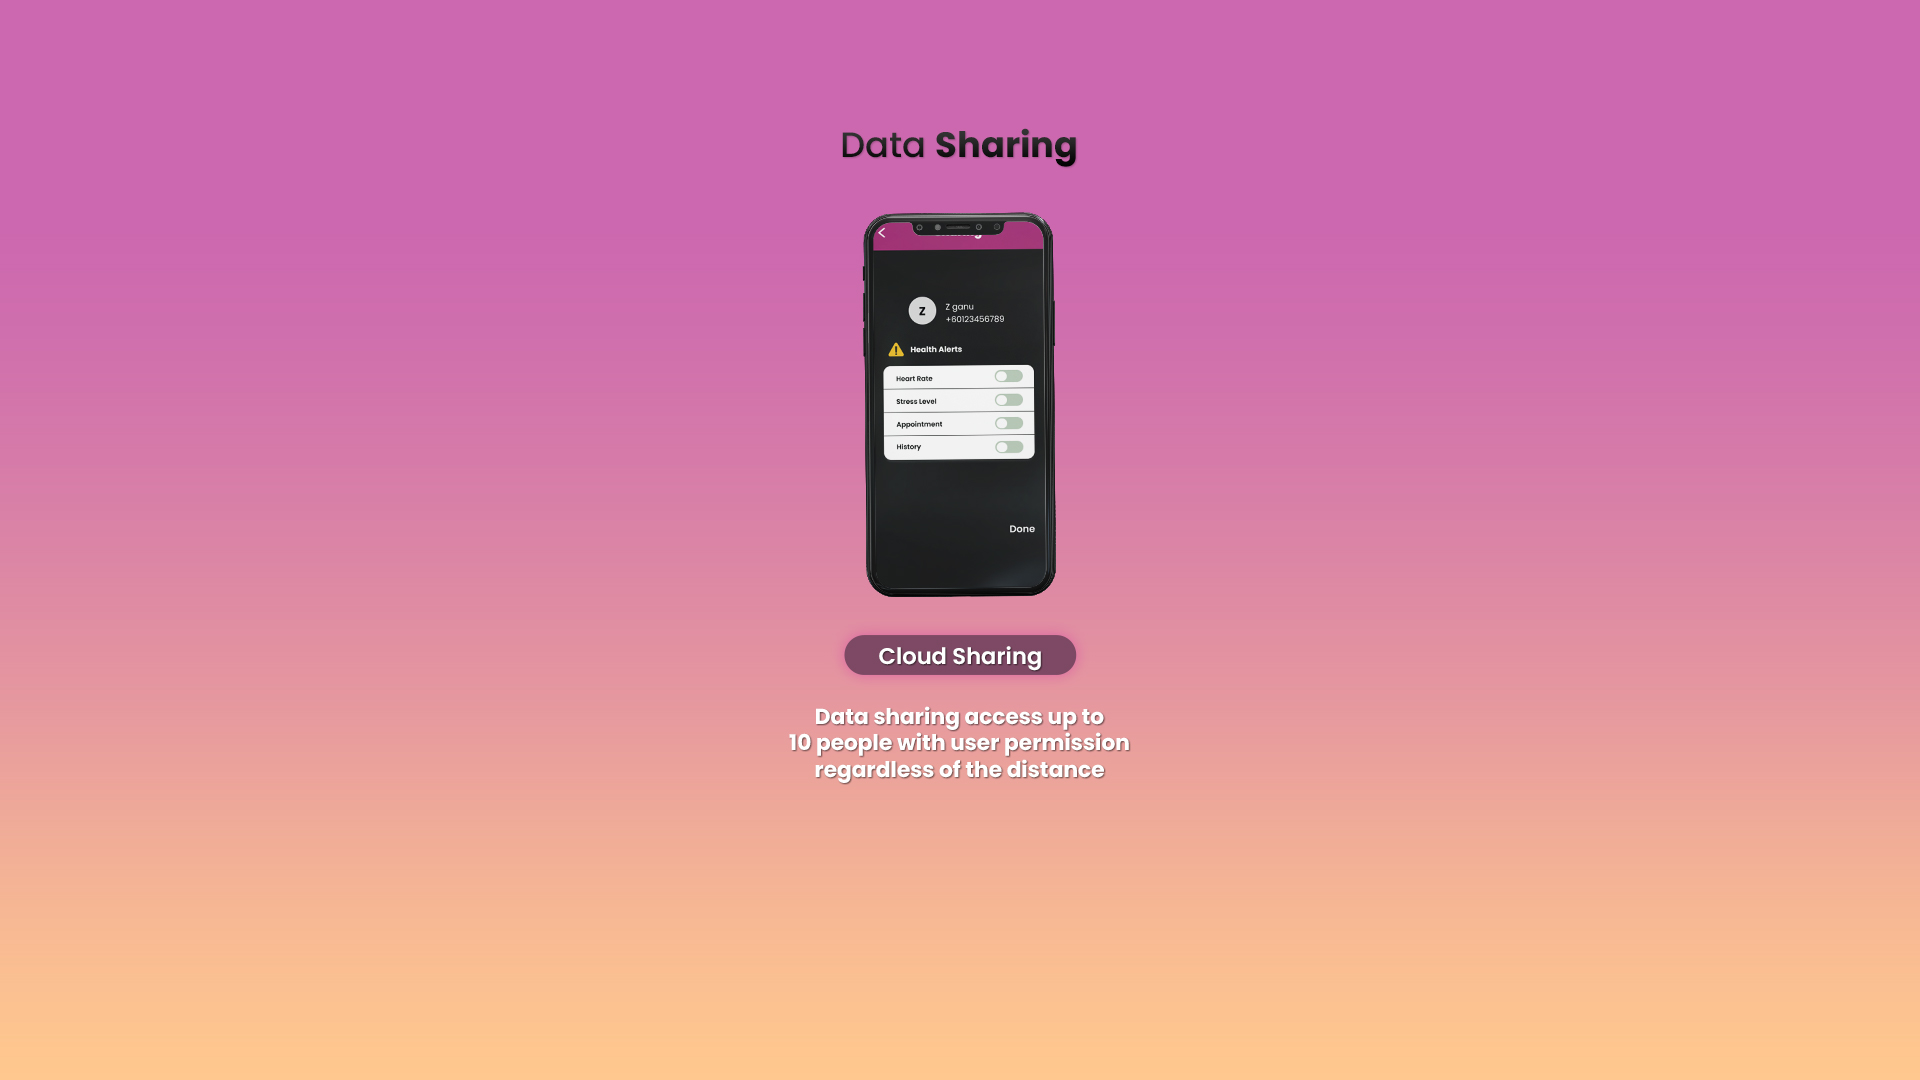 Data Sharing
Z
Z ganu
+60123456789
Health Alerts
Heart Rate
Stress Level
Appointment
History
Done
Cloud Sharing
Data sharing access up to
10 people with user permission
regardless of the distance